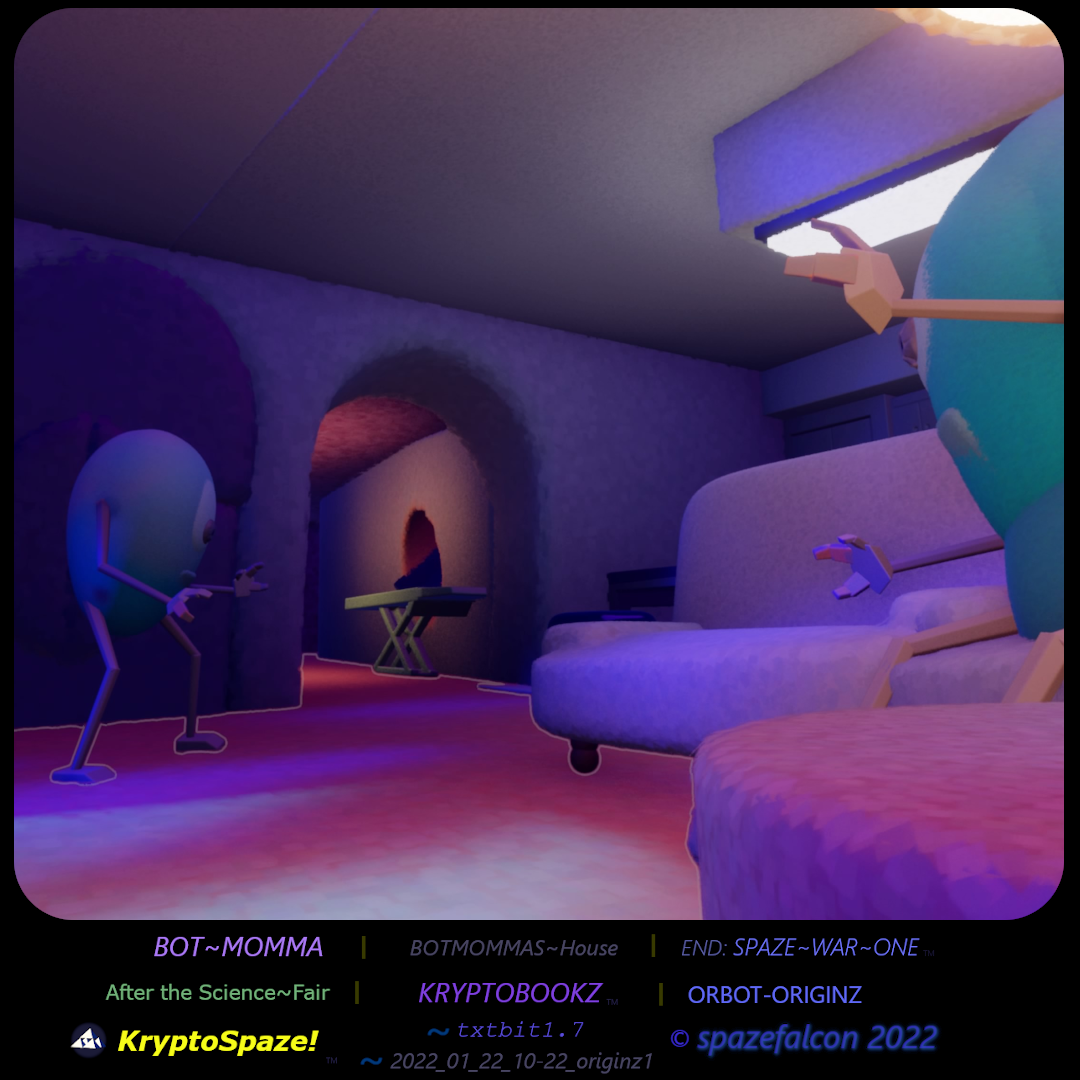 BOT~MOMMA | BOTMOMMAS~House | END: SPAZE~WAR~ONE™
After the Science~Fair | KRYPTOBOOKZ™ | ORBOT-ORIGINZ
KryptoSpaze!™ ~ txtbit1.7 © spazefalcon 2022
~ 2022_01_22_10-22_originz1